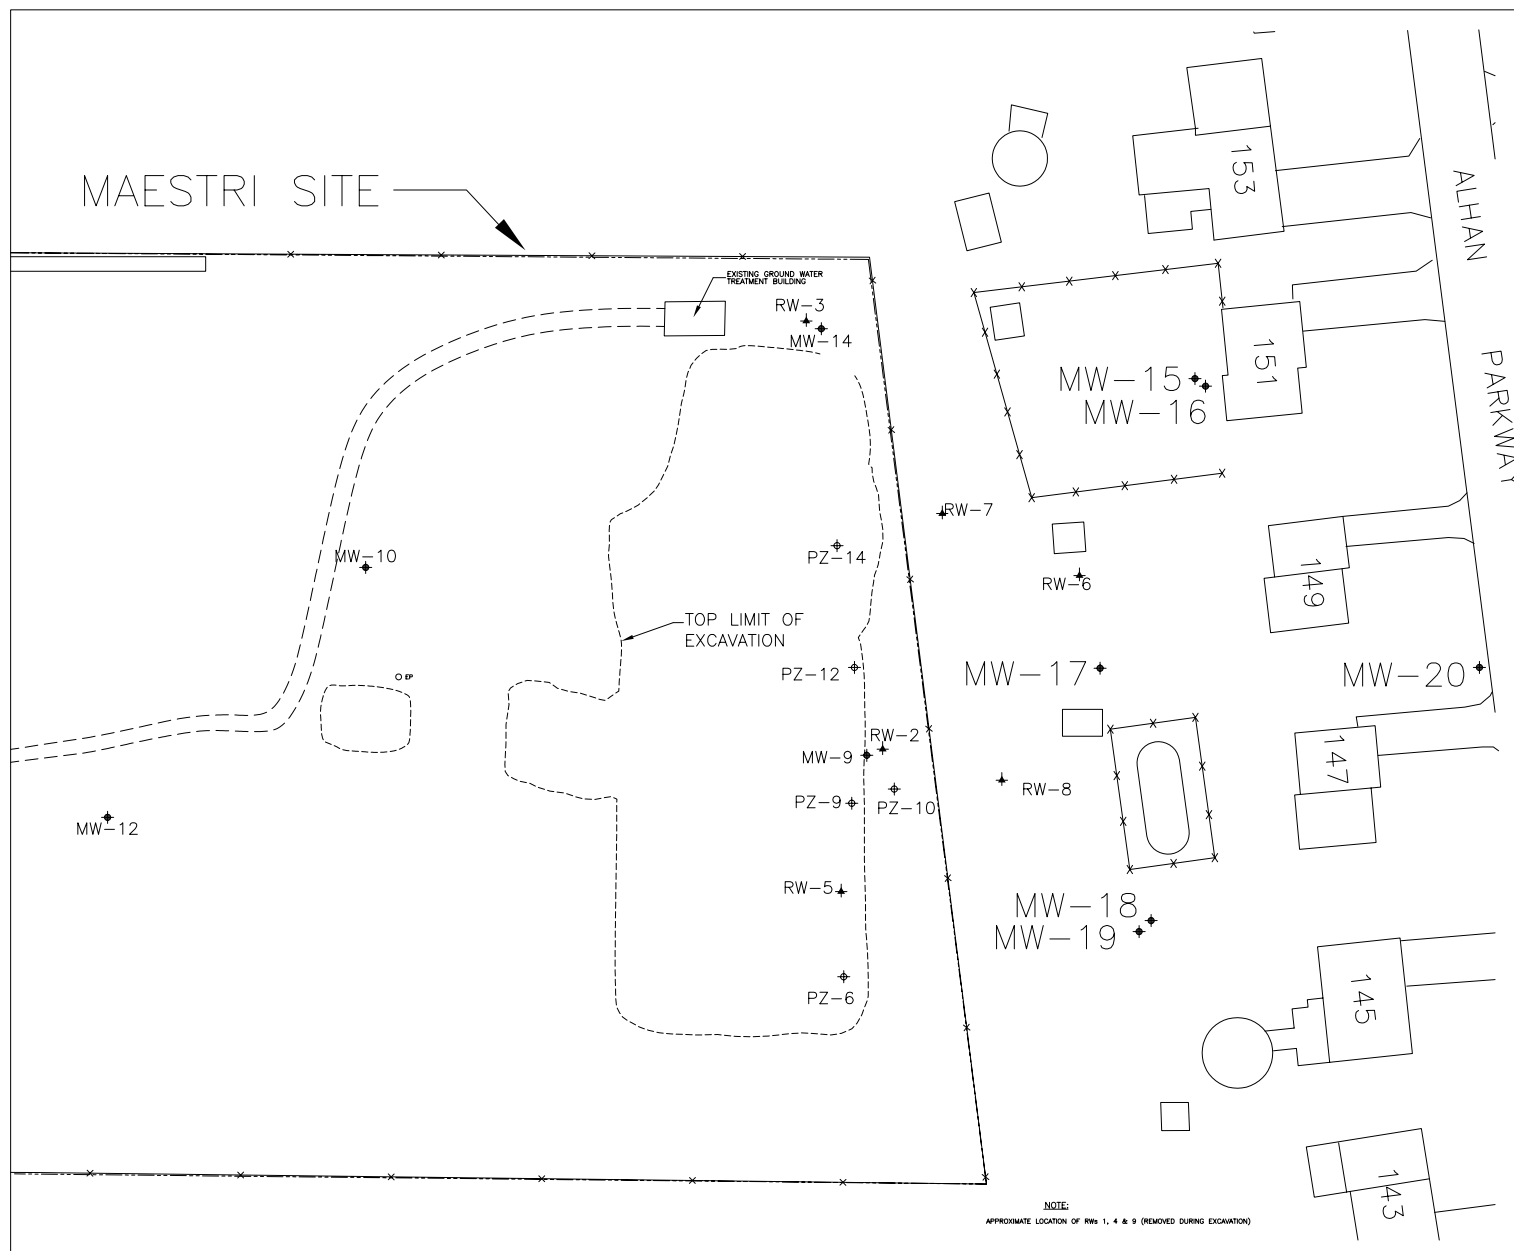 MAESTRI SITE
EXISTING GROUND WATER
TREATMENT BUILDING
RW-3
MW-14
153
ALHAN
PARKWAY
151
MW-15
MW-16
RW-7
PZ-14
MW-10
RW-6
149
TOP LIMIT OF
EXCAVATION
PZ-12
MW-17
MW-20
EP
RW-2
MW-9
147
PZ-9
PZ-10
RW-8
MW-12
RW-5
MW-18
MW-19
PZ-6
145
143
NOTE:
APPROXIMATE LOCATION OF RWs 1, 4 & 9 (REMOVED DURING EXCAVATION)